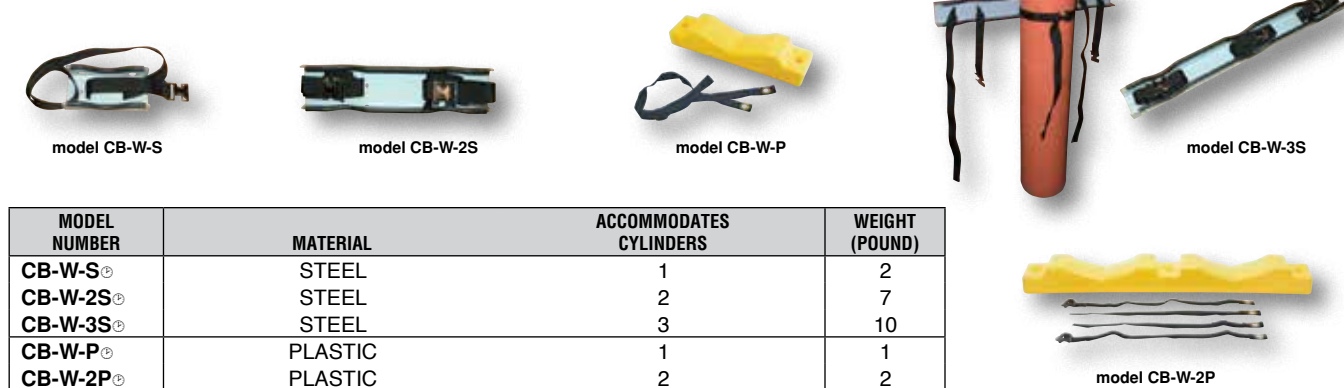 model CB-W-S
model CB-W-2S
model CB-W-P
model CB-W-3S
MODEL NUMBER MATERIAL ACCOMMODATES CYLINDERS WEIGHT (POUND)
CB-W-S STEEL 1 2
CB-W-2S STEEL 2 7
CB-W-3S STEEL 3 10
CB-W-P PLASTIC 1 1
CB-W-2P PLASTIC 2 2
model CB-W-2P